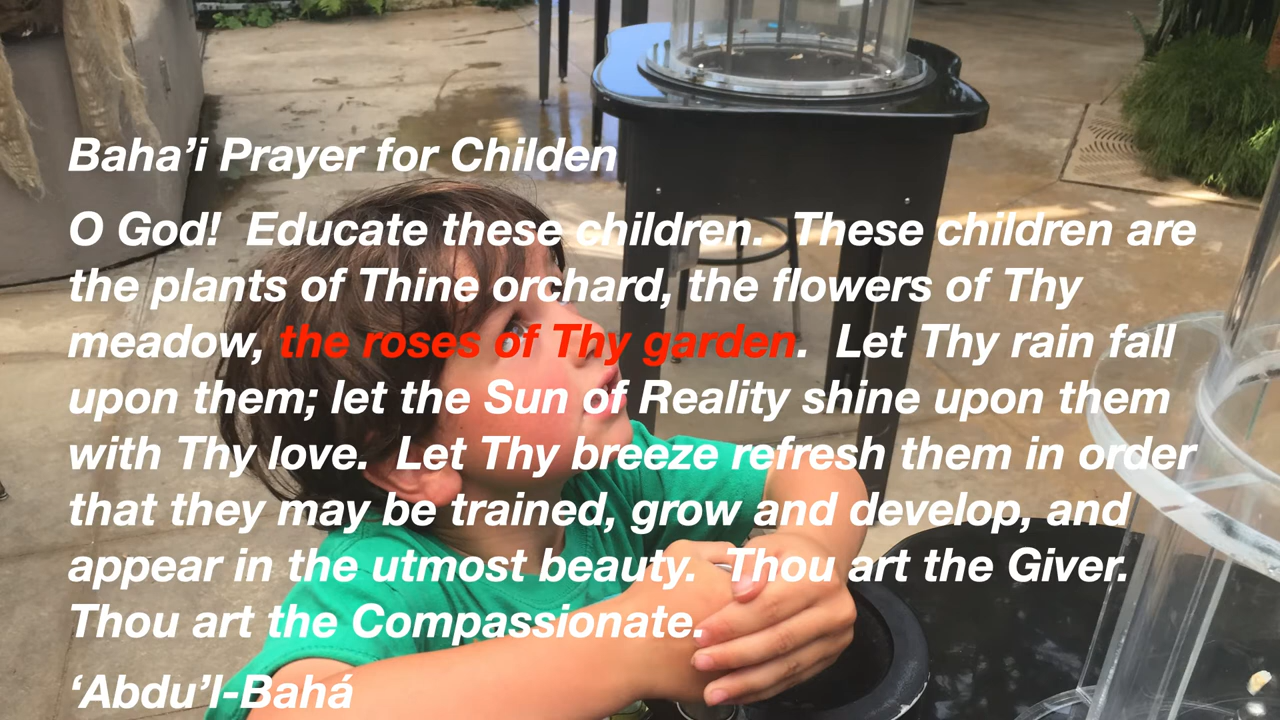 Baha’i Prayer for Childen
O God!  Educate these children.  These children are
the plants of Thine orchard, the flowers of Thy
meadow, the roses of Thy garden.  Let Thy rain fall
upon them; let the Sun of Reality shine upon them
with Thy love.  Let Thy breeze refresh them in order
that they may be trained, grow and develop, and
appear in the utmost beauty.  Thou art the Giver.
Thou art the Compassionate.
‘Abdu’l-Bahá